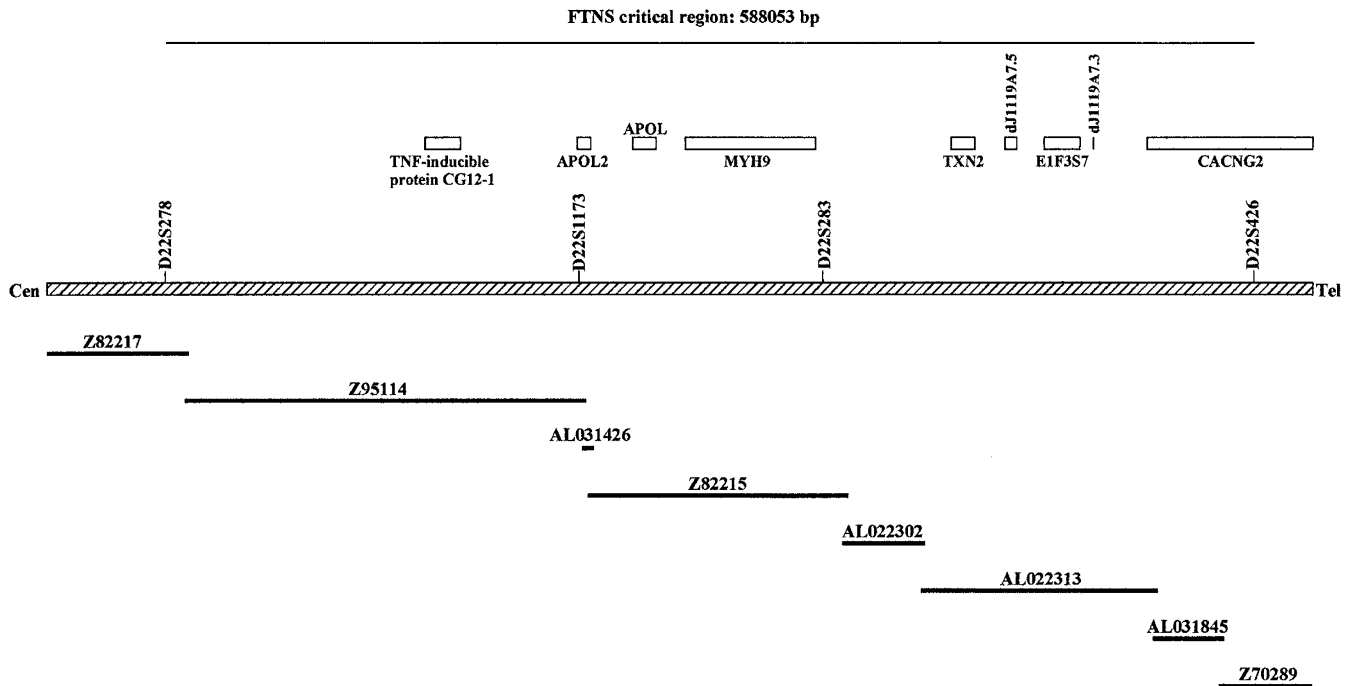 FTNS critical region: 588053 bp
dJ1119A7.5
dJ1119A7.3
APOL
TNF-inducible
protein CG12-1
APOL2
MYH9
TXN2
E1F3S7
CACNG2
D22S278
D22S1173
D22S283
D22S426
Cen
Tel
Z82217
Z95114
AL031426
Z82215
AL022302
AL022313
AL031845
Z70289